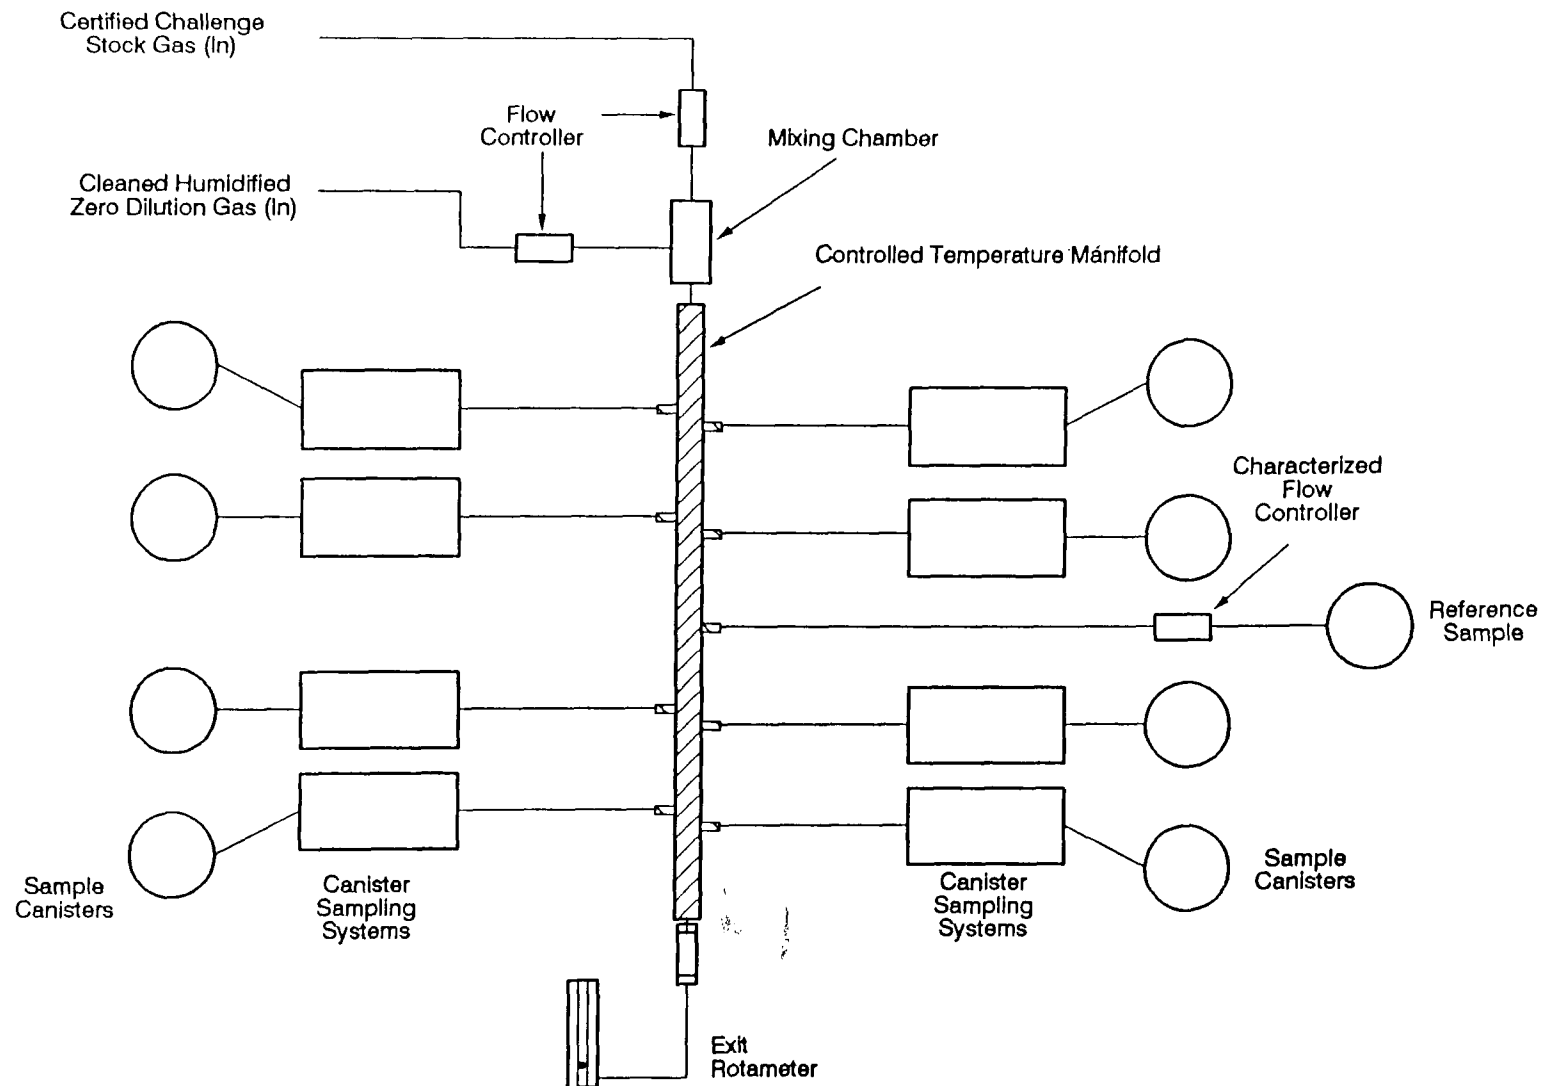 Certified Challenge
Stock Gas (In)
Flow
Controller
Mixing Chamber
Cleaned Humidified
Zero Dilution Gas (In)
Controlled Temperature Manifold
Characterized
Flow
Controller
Reference
Sample
Sample
Canisters
Canister
Sampling
Systems
Canister
Sampling
Systems
Sample
Canisters
Exit
Rotameter